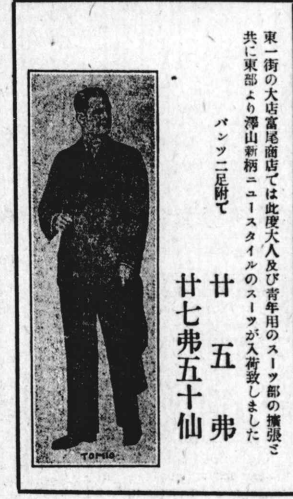 東一街の大店富尾商店では此度大人及び靑年用のスーツ部の擴張と
共に東部より澤山新柄ニュースタイルのスーツが入荷致しました
パンツ二足附て
廿五弗
廿七弗五十仙
TOMIO